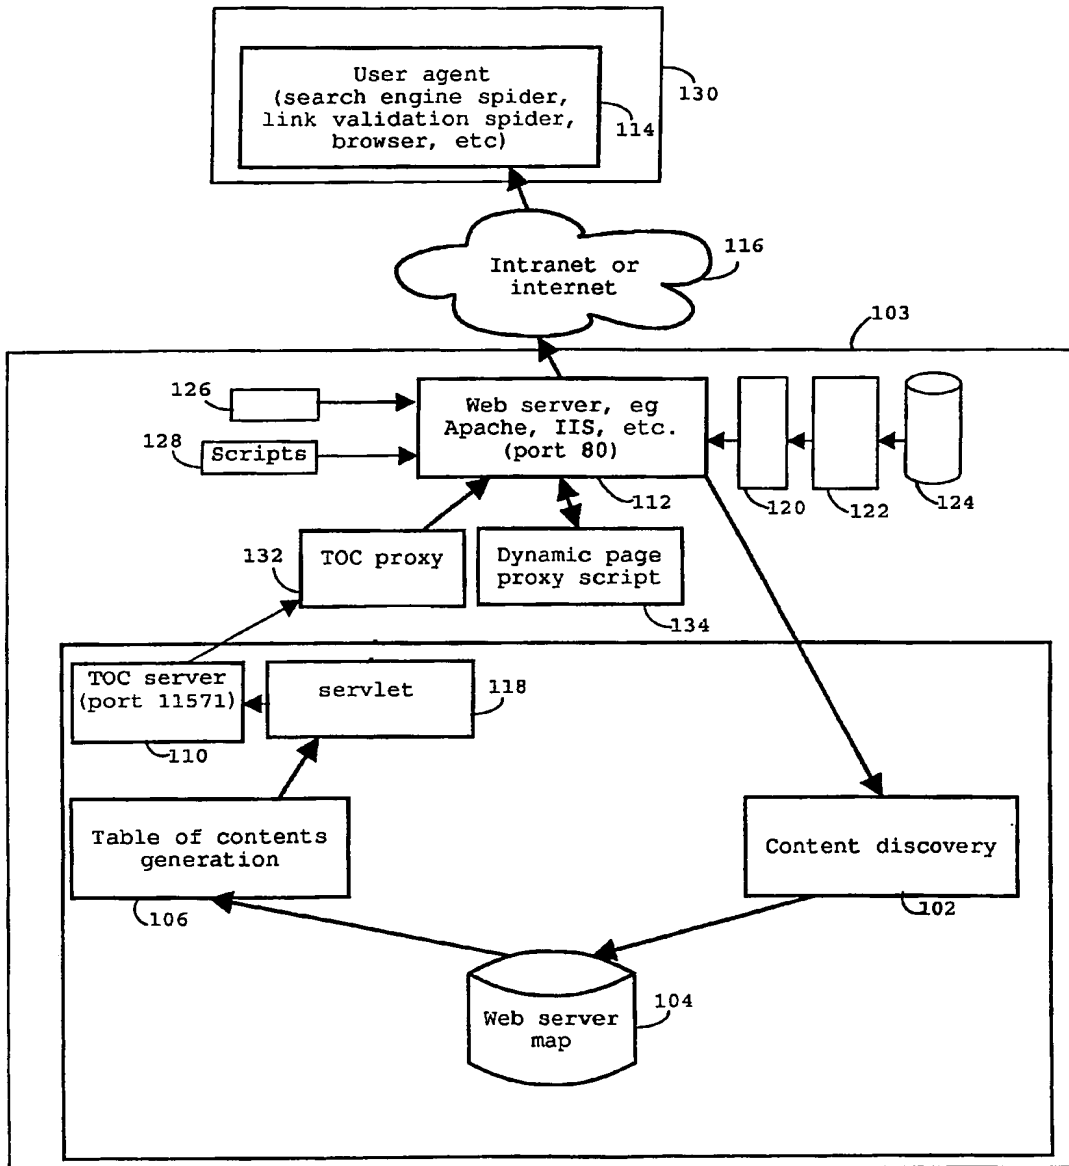 User agent
(search engine spider,
link validation spider,
browser, etc)
114
130
Intranet or
internet
116
103
126
128
Scripts
Web server, eg
Apache, IIS, etc.
(port 80)
112
120
122
124
132
TOC proxy
Dynamic page
proxy script
134
TOC server
(port 11571)
110
servlet
118
Table of contents
generation
106
Content discovery
102
Web server
map
104